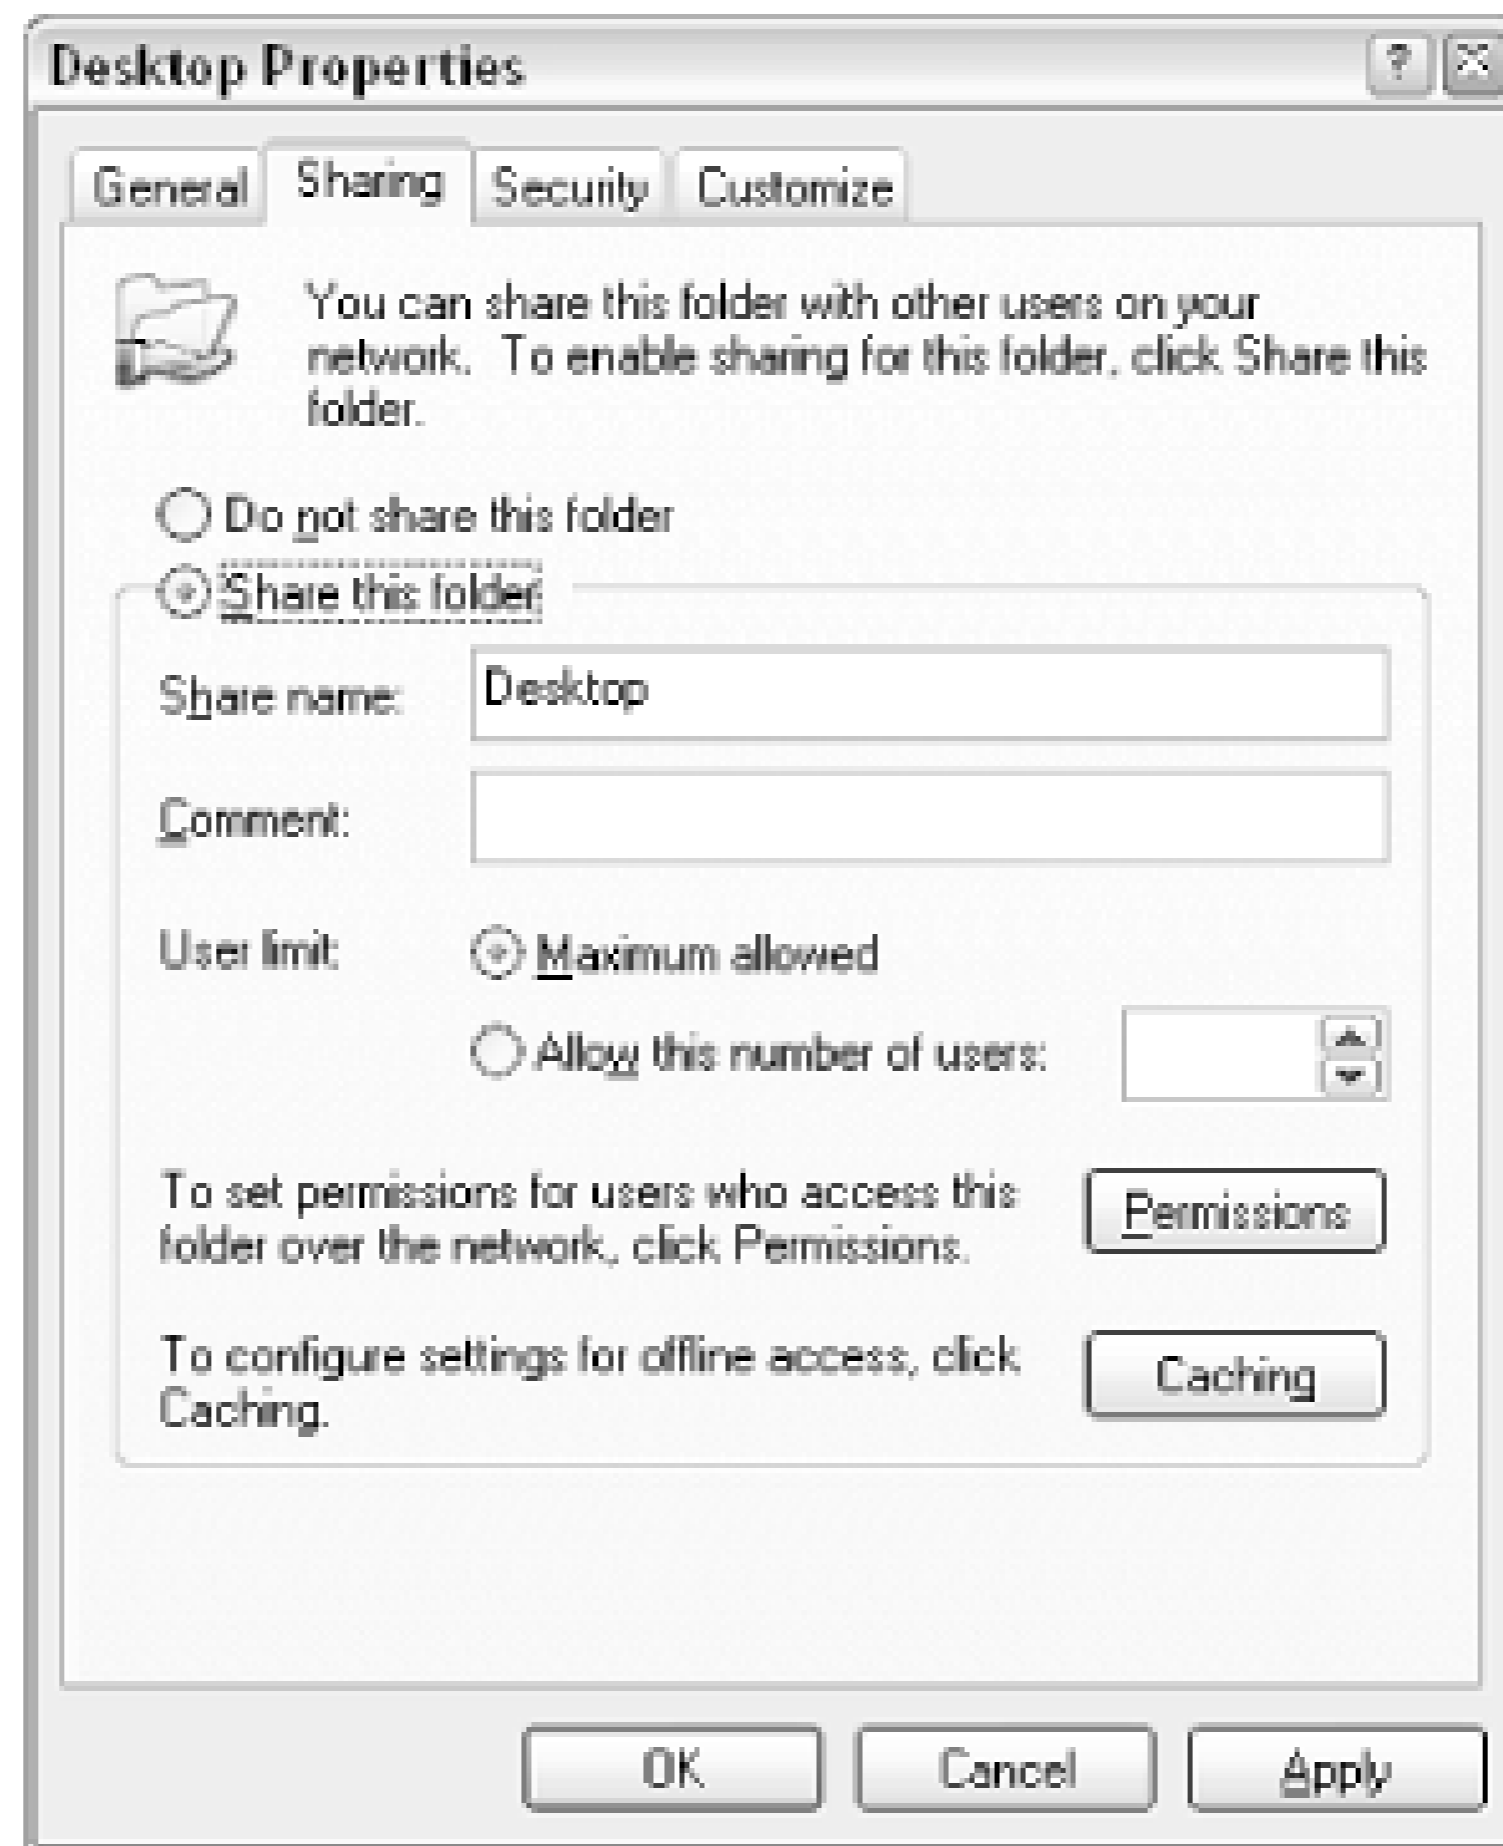 Desktop Properties
?
General Sharing Security Customize
You can share this folder with other users on your
network. To enable sharing for this folder, click Share this
folder.
Do not share this folder
Share this folder
Share name: Desktop
Comment:
User limit: Maximum allowed
Allow this number of users:
To set permissions for users who access this
folder over the network, click Permissions.
Permissions
To configure settings for offline access, click
Caching.
Caching
OK Cancel Apply